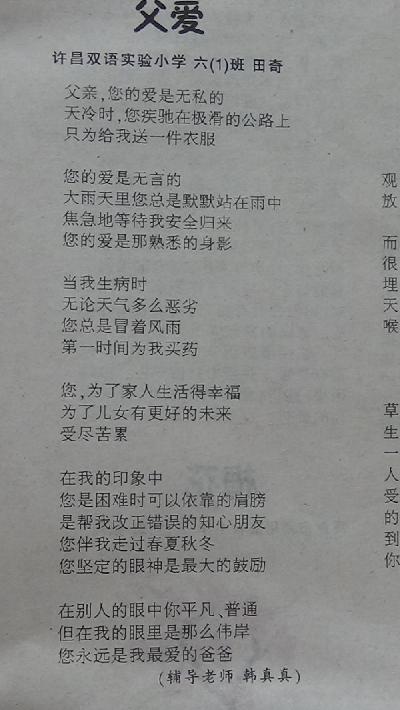 父爱
许昌双语实验小学 六(1)班 田奇
父亲,您的爱是无私的
天冷时,您疾驰在极滑的公路上
只为给我送一件衣服
您的爱是无言的
大雨天里您总是默默站在雨中
焦急地等待我安全归来
您的爱是那熟悉的身影
当我生病时
无论天气多么恶劣
您总是冒着风雨
第一时间为我买药
您,为了家人生活得幸福
为了儿女有更好的未来
受尽苦累
在我的印象中
您是困难时可以依靠的肩膀
是帮我改正错误的知心朋友
您伴我走过春夏秋冬
您坚定的眼神是最大的鼓励
在别人的眼中你平凡、普通
但在我的眼里是那么伟岸
您永远是我最爱的爸爸
(辅导老师 韩真真)
观
放
而
很
埋
天
喉
草
生
一
人
受
的
到
你